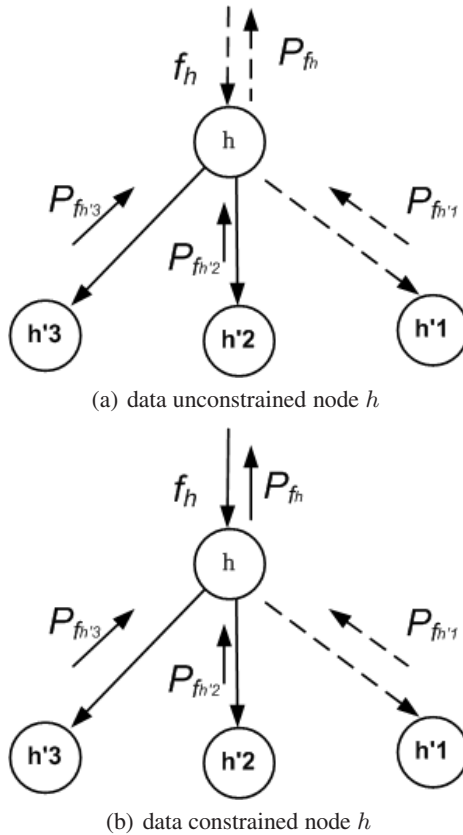 f_h P_{f_h}
h
P_{f_{h'3}} P_{f_{h'2}} P_{f_{h'1}}
h'3 h'2 h'1
(a) data unconstrained node h
f_h P_{f_h}
h
P_{f_{h'3}} P_{f_{h'2}} P_{f_{h'1}}
h'3 h'2 h'1
(b) data constrained node h